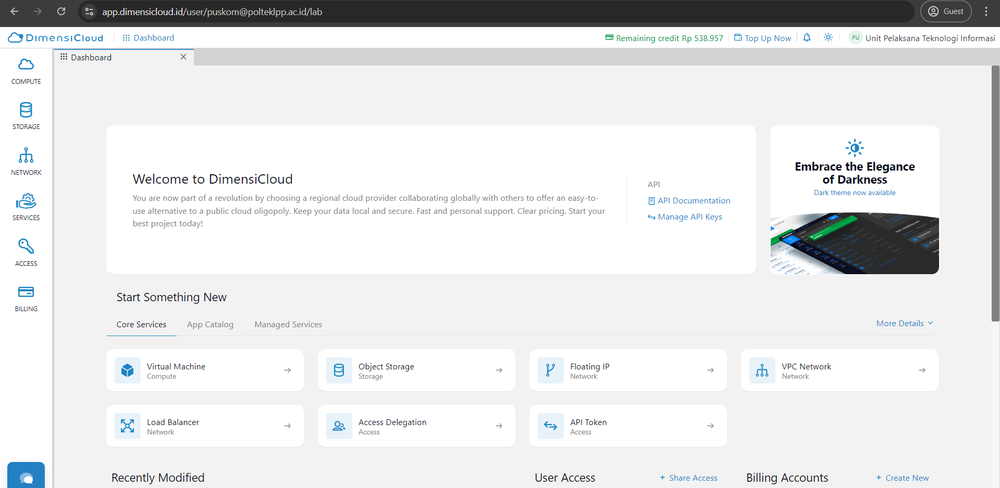 app.dimensicloud.id/user/puskom@polteklpp.ac.id/lab
Guest
DimensiCloud
Dashboard
Remaining credit Rp 538.957
Top Up Now
PU
Unit Pelaksana Teknologi Informasi
COMPUTE
STORAGE
NETWORK
SERVICES
ACCESS
BILLING
Dashboard
Welcome to DimensiCloud
You are now part of a revolution by choosing a regional cloud provider collaborating globally with others to offer an easy-to-
use alternative to a public cloud oligopoly. Keep your data local and secure. Fast and personal support. Clear pricing. Start your
best project today!
API
API Documentation
Manage API Keys
Embrace the Elegance
of Darkness
Dark theme now available
Start Something New
Core Services
App Catalog
Managed Services
More Details
Virtual Machine
Compute
Object Storage
Storage
Floating IP
Network
VPC Network
Network
Load Balancer
Network
Access Delegation
Access
API Token
Access
Recently Modified
User Access
+ Share Access
Billing Accounts
+ Create New